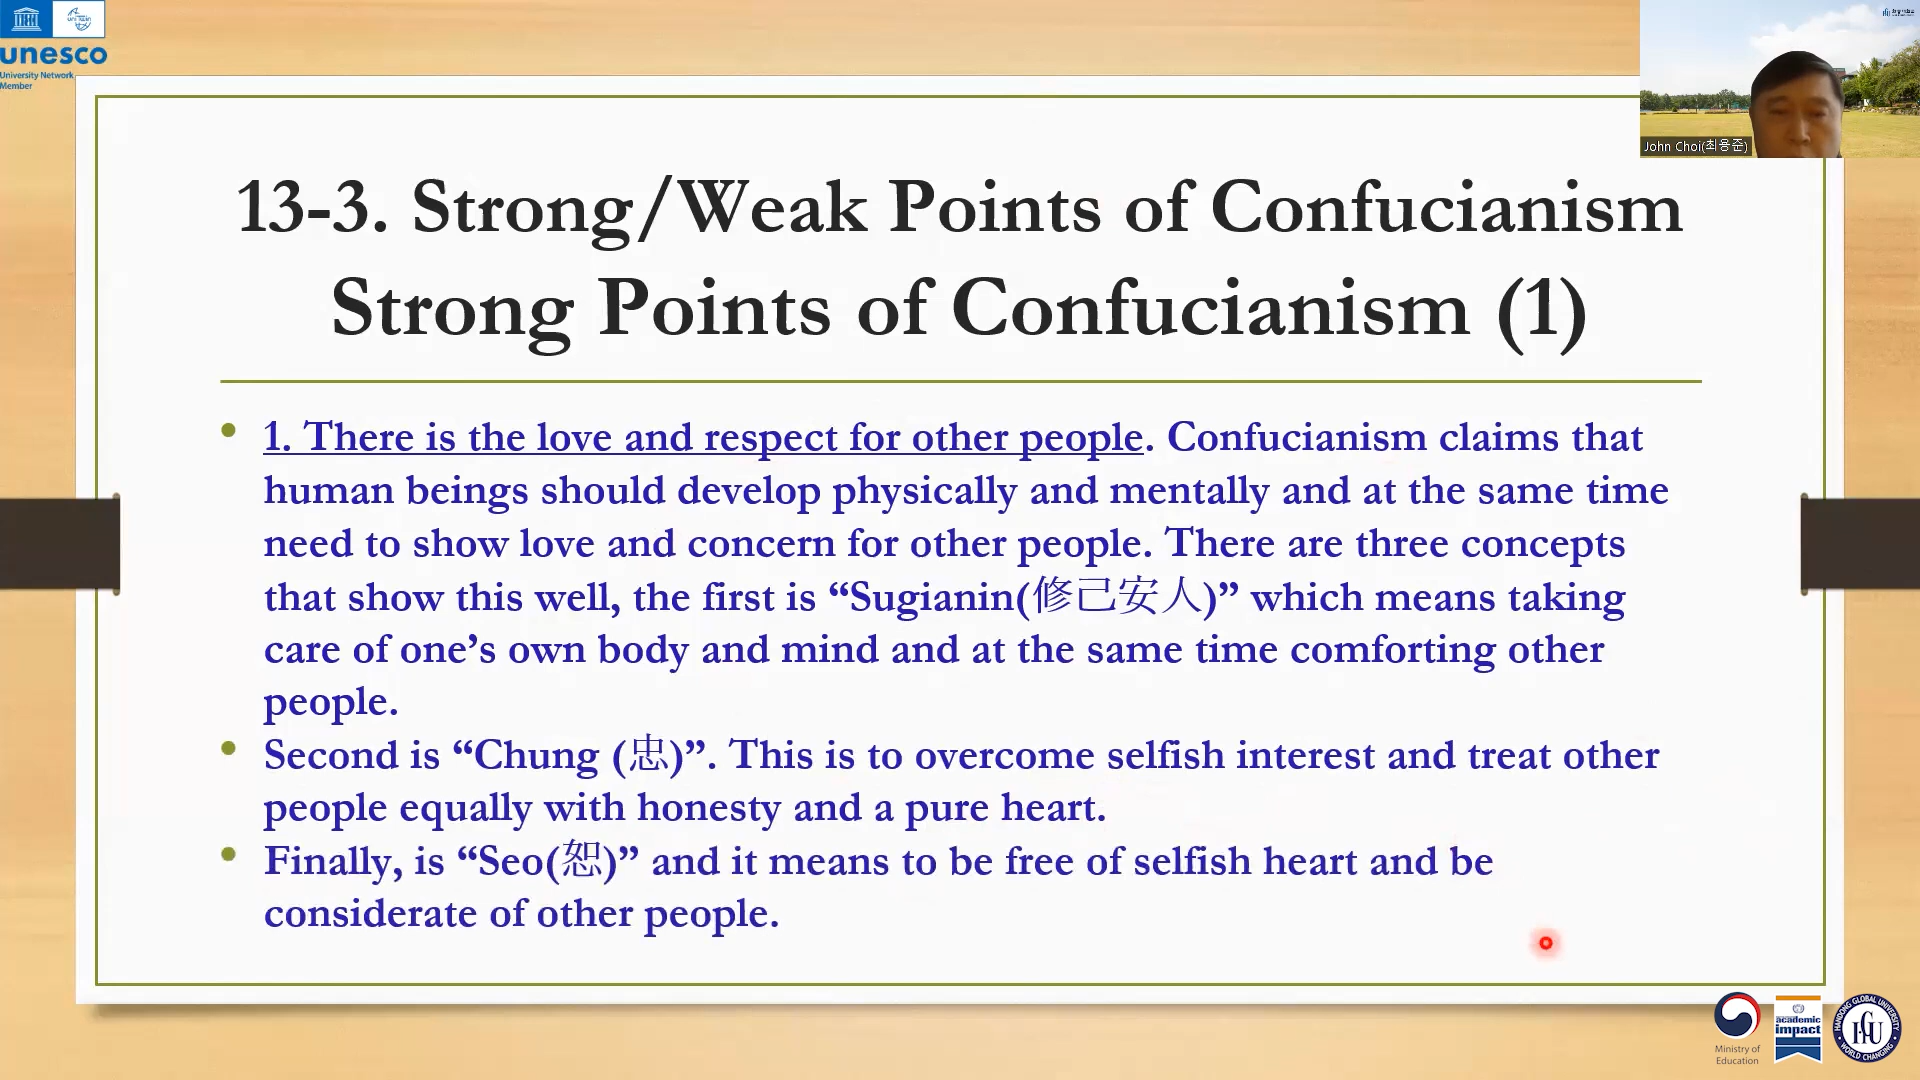 unesco
University Network
Member
John Choi(최용준)
13-3. Strong/Weak Points of Confucianism
Strong Points of Confucianism (1)
1. There is the love and respect for other people. Confucianism claims that
human beings should develop physically and mentally and at the same time
need to show love and concern for other people. There are three concepts
that show this well, the first is “Sugianin(修己安人)” which means taking
care of one’s own body and mind and at the same time comforting other
people.
Second is “Chung (忠)”. This is to overcome selfish interest and treat other
people equally with honesty and a pure heart.
Finally, is “Seo(恕)” and it means to be free of selfish heart and be
considerate of other people.
Ministry of
Education
academic
impact
HANDONG GLOBAL UNIVERSITY
HGU
WORLD CHANGING